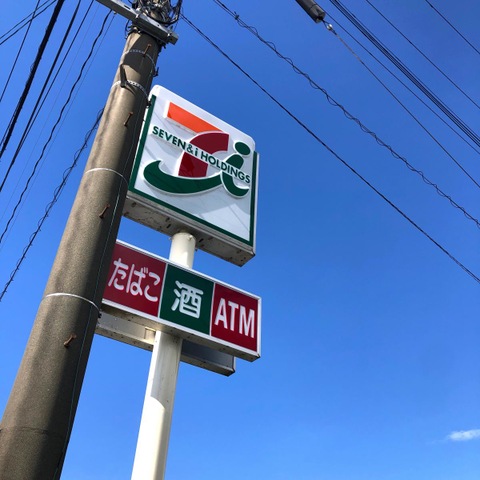 SEVEN & i HOLDINGS
たばこ 酒 ATM